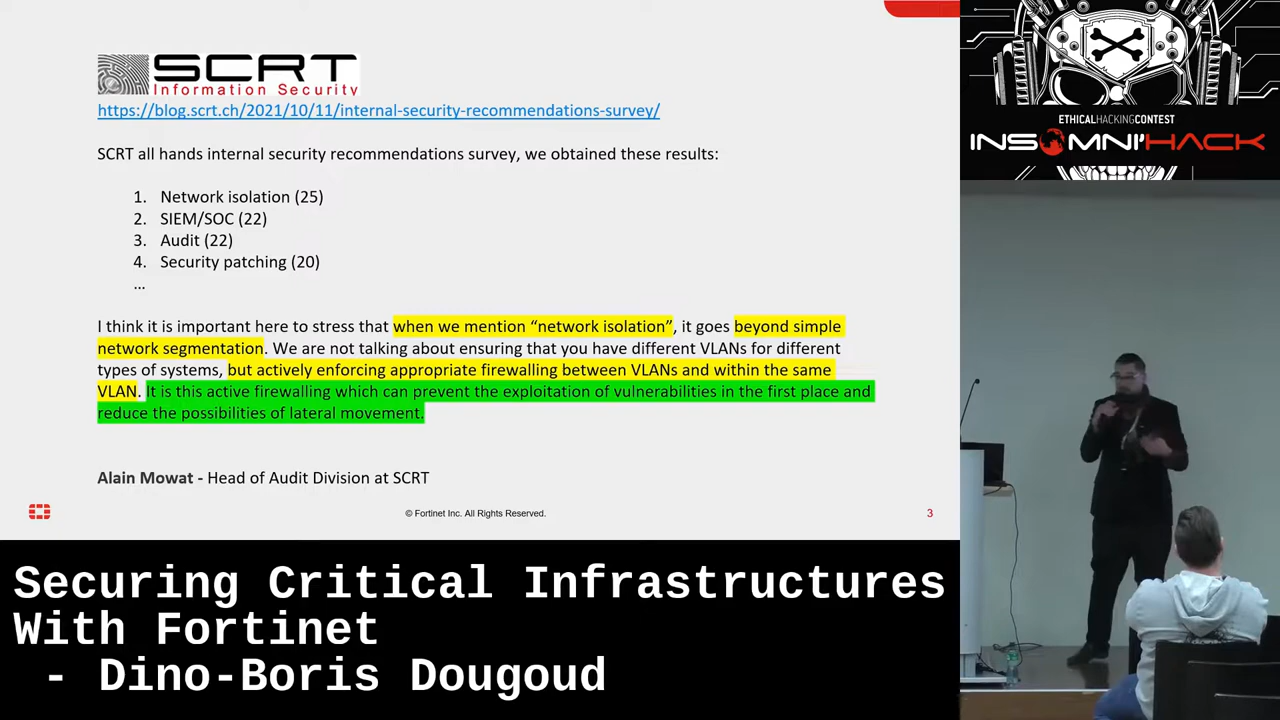 SCRT
Information Security
https://blog.scrt.ch/2021/10/11/internal-security-recommendations-survey/
SCRT all hands internal security recommendations survey, we obtained these results:
1. Network isolation (25)
2. SIEM/SOC (22)
3. Audit (22)
4. Security patching (20)
...
I think it is important here to stress that when we mention “network isolation”, it goes beyond simple
network segmentation. We are not talking about ensuring that you have different VLANs for different
types of systems, but actively enforcing appropriate firewalling between VLANs and within the same
VLAN. It is this active firewalling which can prevent the exploitation of vulnerabilities in the first place and
reduce the possibilities of lateral movement.
Alain Mowat - Head of Audit Division at SCRT
© Fortinet Inc. All Rights Reserved.
3
ETHICALHACKINGCONTEST
INSOMNI'HACK
Securing Critical Infrastructures
With Fortinet
- Dino-Boris Dougoud